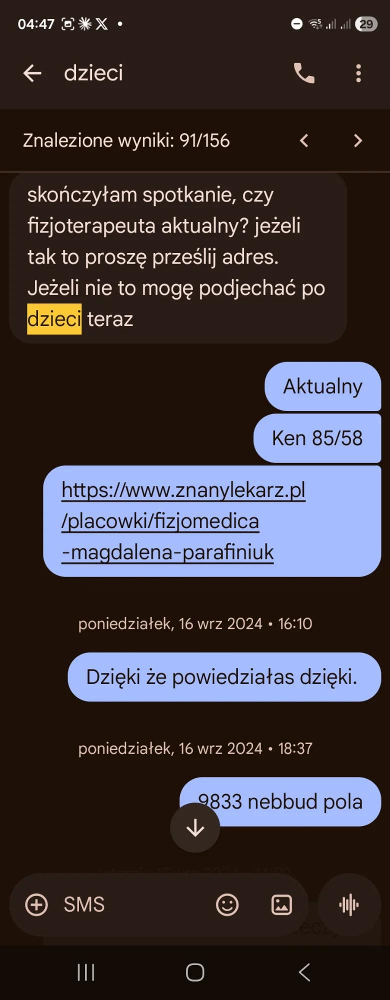 04:47
29
dzieci
Znalezione wyniki: 91/156
skończyłam spotkanie, czy
fizjoterapeuta aktualny? jeżeli
tak to proszę prześlij adres.
Jeżeli nie to mogę podjechać po
dzieci teraz
Aktualny
Ken 85/58
https://www.znanylekarz.pl
/placowki/fizjomedica
-magdalena-parafiniuk
poniedziałek, 16 wrz 2024 • 16:10
Dzięki że powiedziałas dzięki.
poniedziałek, 16 wrz 2024 • 18:37
9833 nebbud pola
SMS